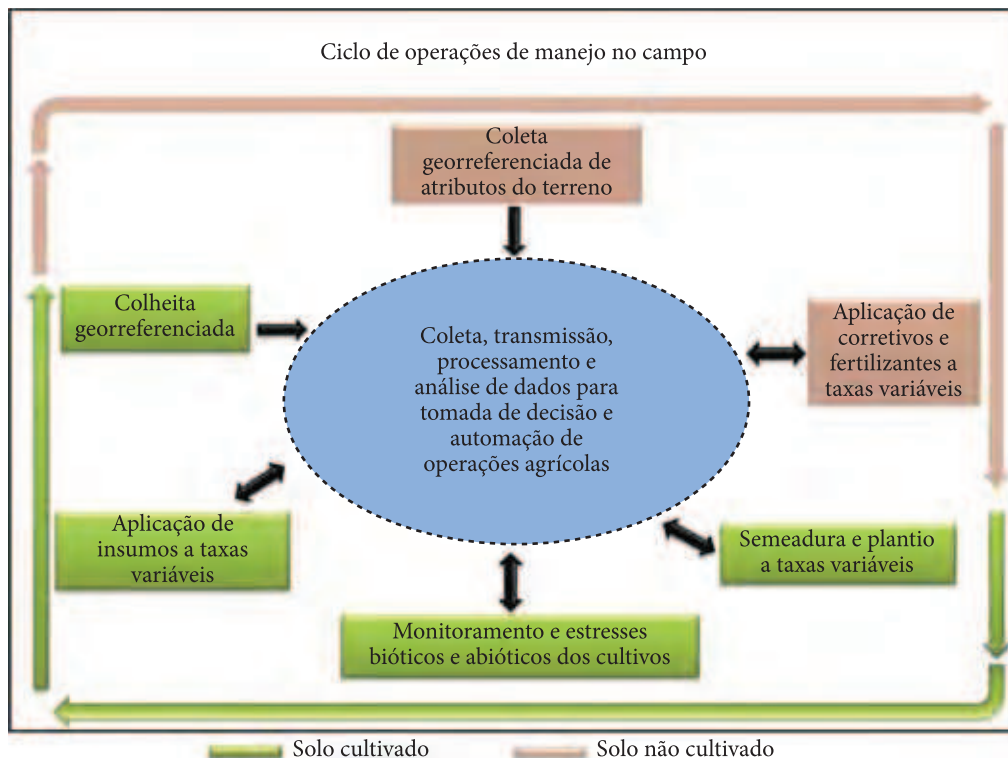 Ciclo de operações de manejo no campo
Coleta
georreferenciada de
atributos do terreno
Colheita
georreferenciada
Aplicação de
corretivos e
fertilizantes a
taxas variáveis
Coleta, transmissão,
processamento e
análise de dados para
tomada de decisão e
automação de
operações agrícolas
Aplicação de
insumos a taxas
variáveis
Semeadura e plantio
a taxas variáveis
Monitoramento e estresses
bióticos e abióticos dos cultivos
Solo cultivado
Solo não cultivado